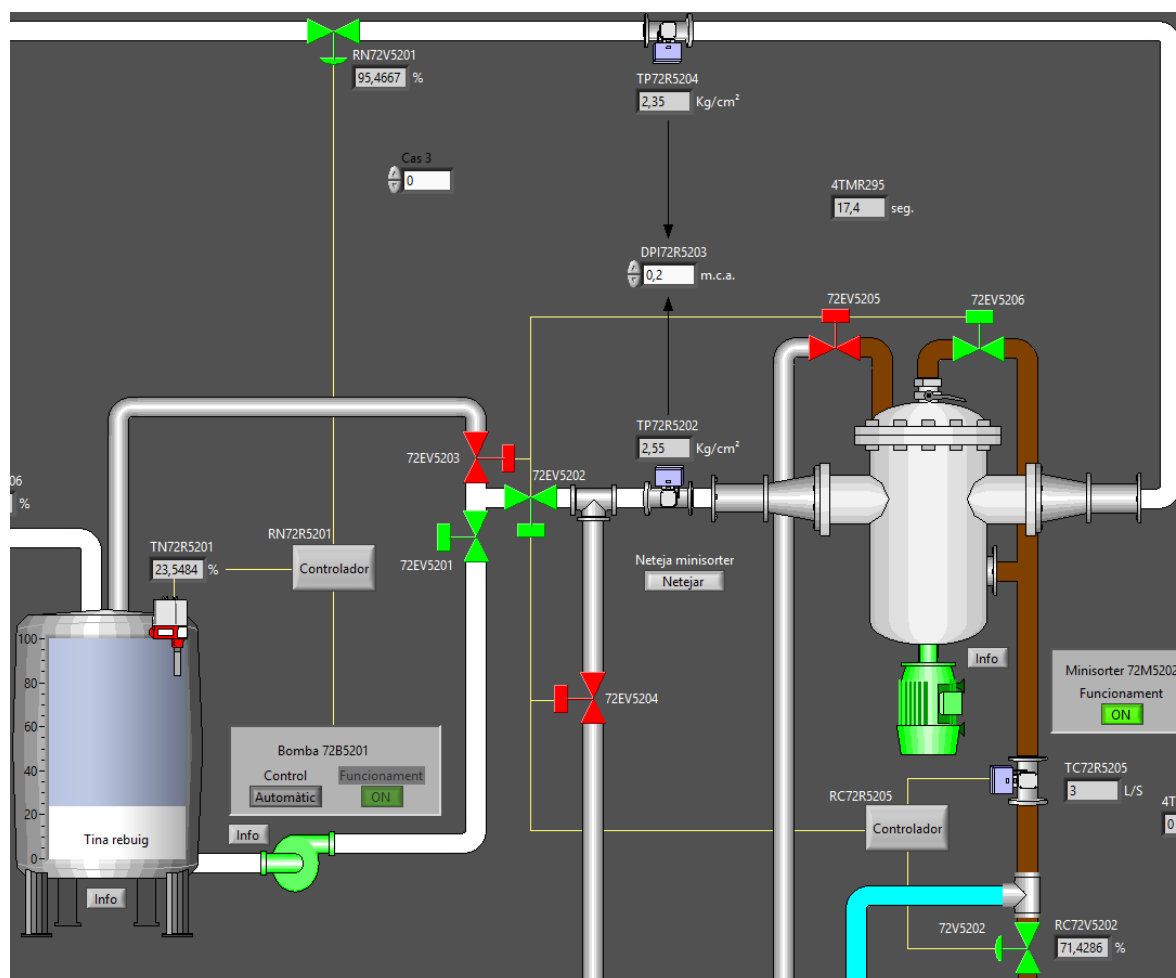 RN72V5201
95,4667 %
TP72R5204
2,35 Kg/cm²
Cas 3
0
4TMR295
17,4 seg.
DPI72R5203
0,2 m.c.a.
72EV5205
72EV5206
TP72R5202
2,55 Kg/cm²
72EV5203
72EV5202
06
%
RN72R5201
TN72R5201
23,5484 %
Controlador
72EV5201
Neteja minisorter
Netejar
100
80
60
40
20
0
Tina rebuig
Info
72EV5204
Info
Minisorter 72M5202
Funcionament
ON
Bomba 72B5201
Control
Funcionament
Automàtic
ON
Info
RC72R5205
Controlador
TC72R5205
3 L/S
4T
0
72V5202
RC72V5202
71,4286 %